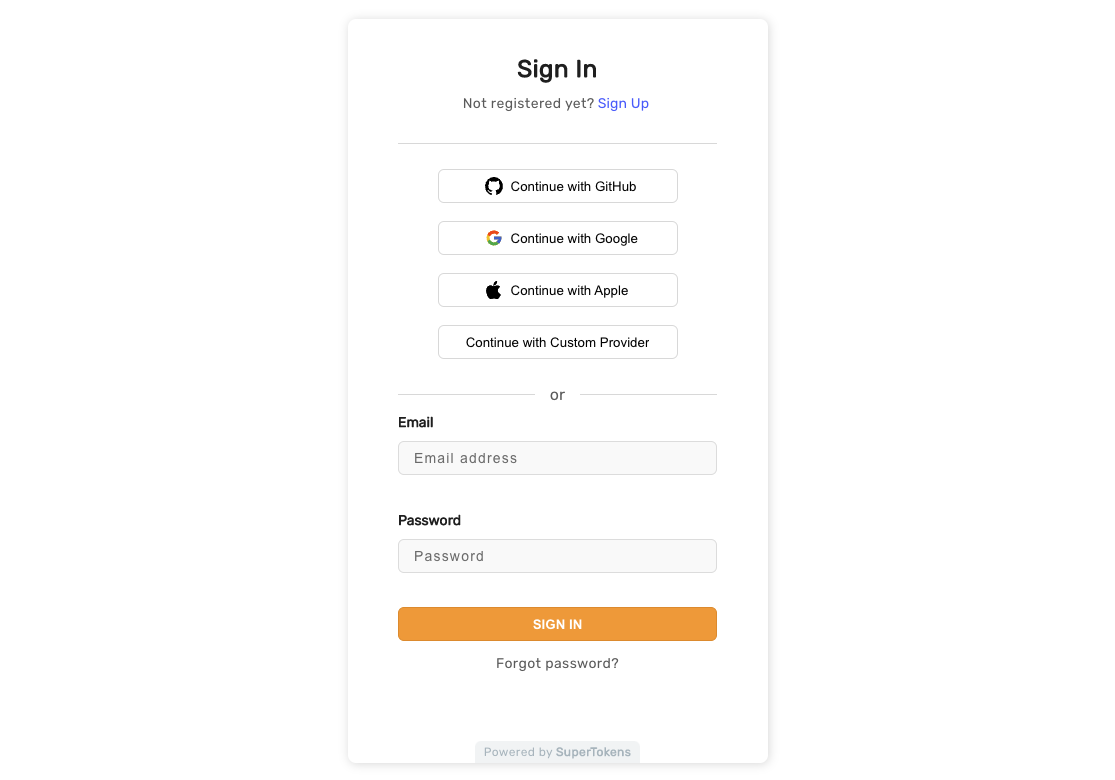 Sign In
Not registered yet? Sign Up
Continue with GitHub
Continue with Google
Continue with Apple
Continue with Custom Provider
or
Email
Email address
Password
Password
SIGN IN
Forgot password?
Powered by SuperTokens